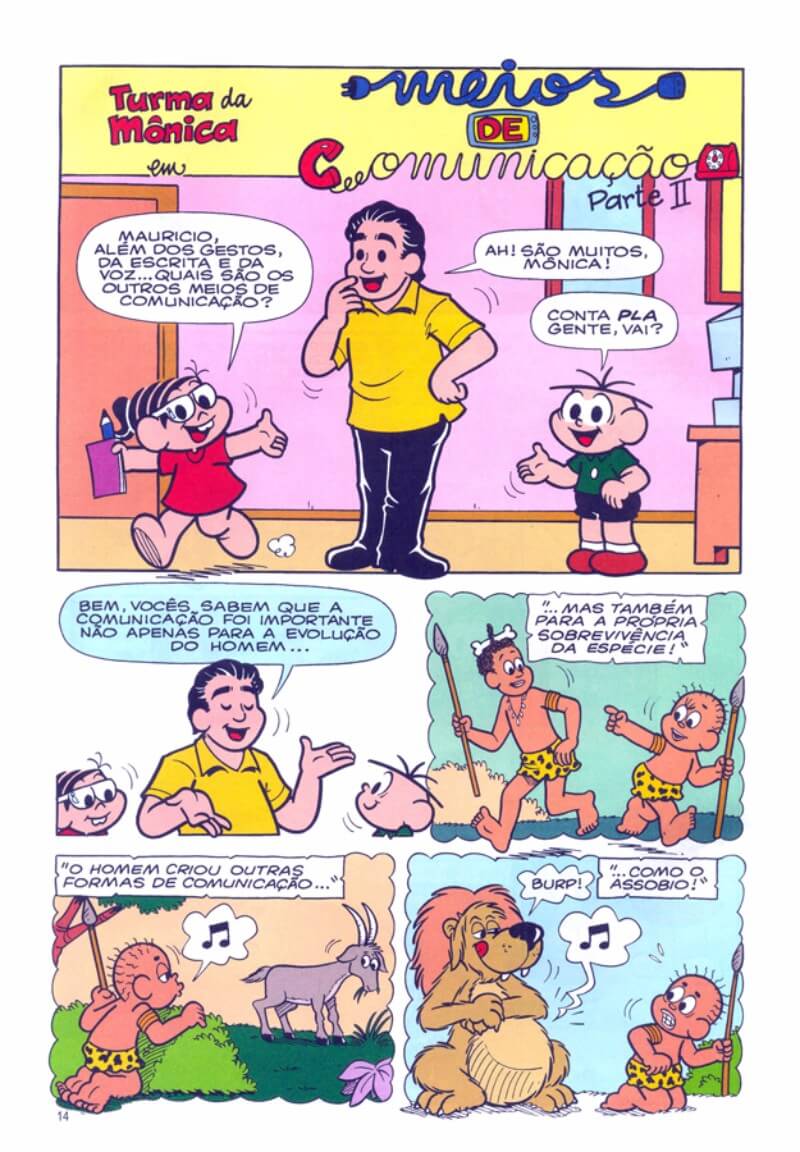 Turma da
Mônica
em
meios
DE
Comunicação
Parte II
MAURICIO,
ALÉM DOS GESTOS,
DA ESCRITA E DA
VOZ... QUAIS SÃO OS
OUTROS MEIOS DE
COMUNICAÇÃO?
AH! SÃO MUITOS,
MÔNICA!
CONTA PLA
GENTE, VAI?
BEM, VOCÊS SABEM QUE A
COMUNICAÇÃO FOI IMPORTANTE
NÃO APENAS PARA A EVOLUÇÃO
DO HOMEM...
"...MAS TAMBÉM
PARA A PRÓPRIA
SOBREVIVÊNCIA
DA ESPÉCIE!"
"O HOMEM CRIOU OUTRAS
FORMAS DE COMUNICAÇÃO..."
BURP!
"...COMO O
ASSOBIO!"
14